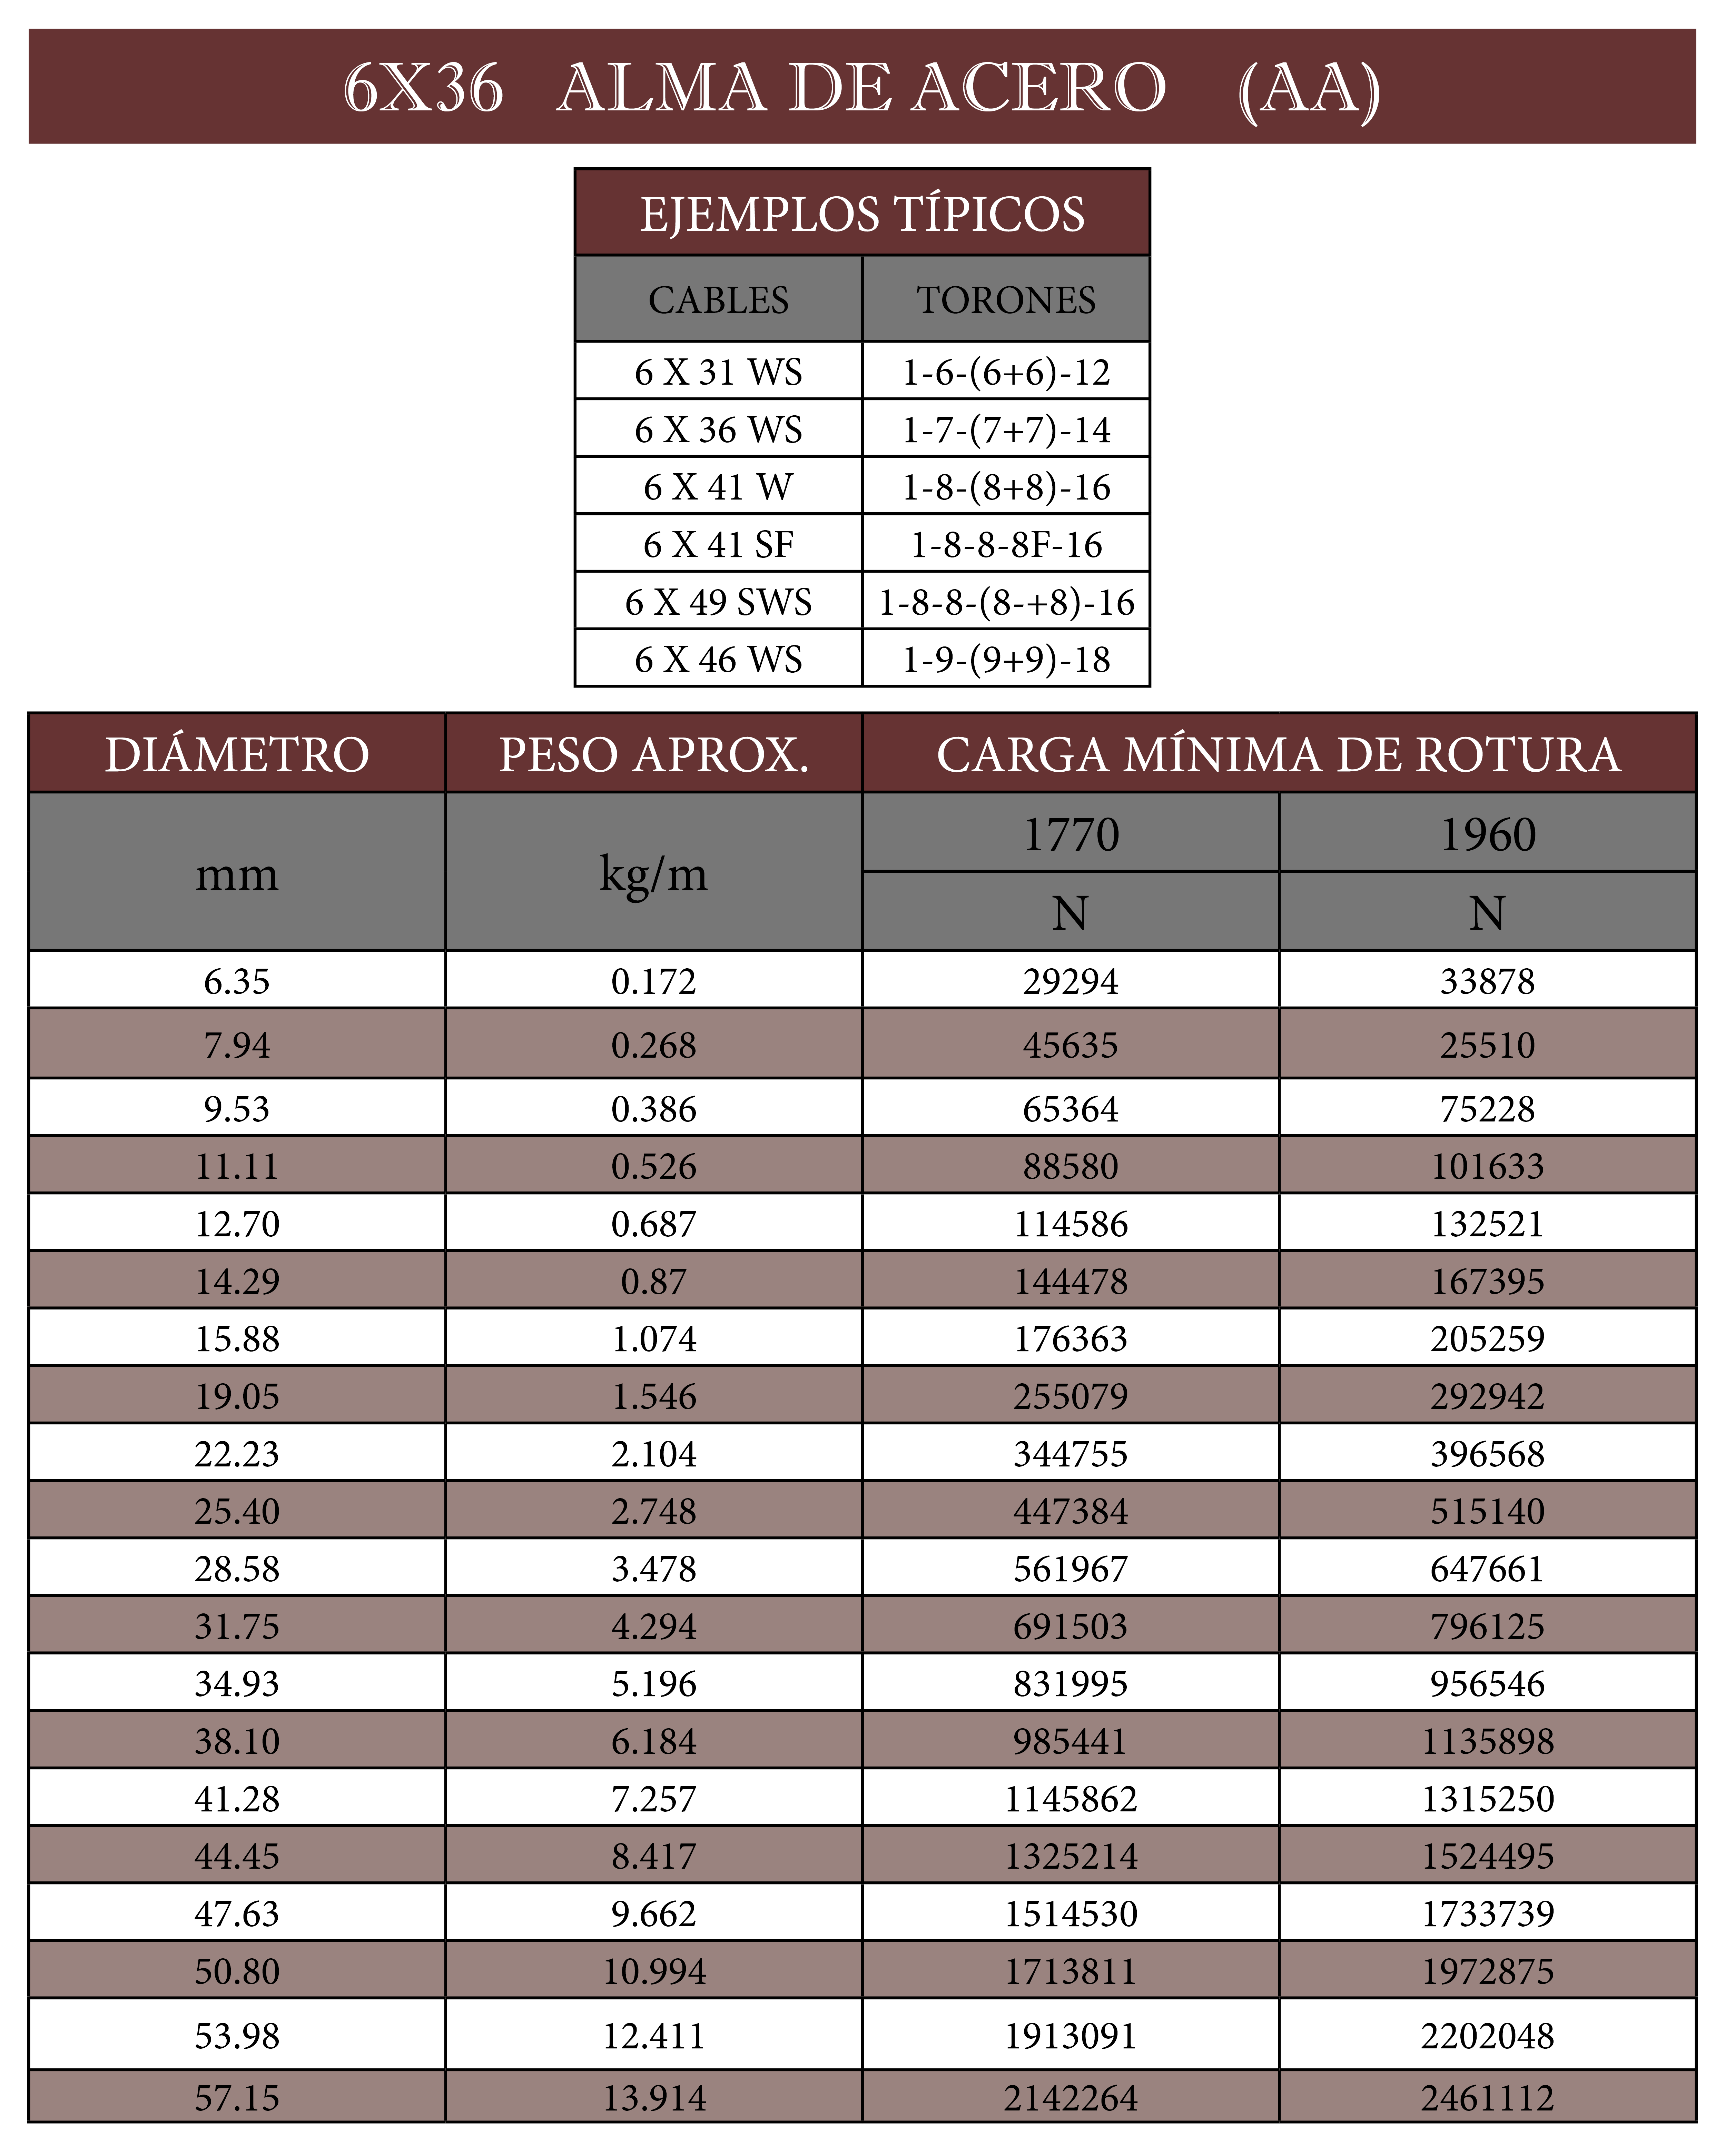 6X36 ALMA DE ACERO (AA)
EJEMPLOS TÍPICOS
CABLES TORONES
6 X 31 WS 1-6-(6+6)-12
6 X 36 WS 1-7-(7+7)-14
6 X 41 W 1-8-(8+8)-16
6 X 41 SF 1-8-8-8F-16
6 X 49 SWS 1-8-8-(8-+8)-16
6 X 46 WS 1-9-(9+9)-18
DIÁMETRO PESO APROX. CARGA MÍNIMA DE ROTURA
mm kg/m 1770 1960
N N
6.35 0.172 29294 33878
7.94 0.268 45635 25510
9.53 0.386 65364 75228
11.11 0.526 88580 101633
12.70 0.687 114586 132521
14.29 0.87 144478 167395
15.88 1.074 176363 205259
19.05 1.546 255079 292942
22.23 2.104 344755 396568
25.40 2.748 447384 515140
28.58 3.478 561967 647661
31.75 4.294 691503 796125
34.93 5.196 831995 956546
38.10 6.184 985441 1135898
41.28 7.257 1145862 1315250
44.45 8.417 1325214 1524495
47.63 9.662 1514530 1733739
50.80 10.994 1713811 1972875
53.98 12.411 1913091 2202048
57.15 13.914 2142264 2461112